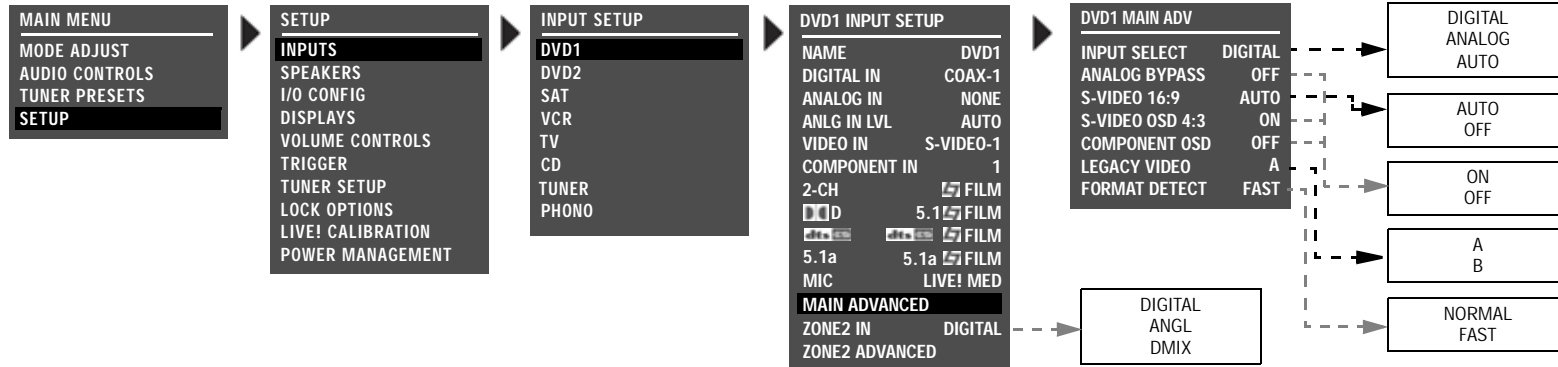 MAIN MENU
MODE ADJUST
AUDIO CONTROLS
TUNER PRESETS
SETUP
SETUP
INPUTS
SPEAKERS
I/O CONFIG
DISPLAYS
VOLUME CONTROLS
TRIGGER
TUNER SETUP
LOCK OPTIONS
LIVE! CALIBRATION
POWER MANAGEMENT
INPUT SETUP
DVD1
DVD2
SAT
VCR
TV
CD
TUNER
PHONO
DVD1 INPUT SETUP
NAME DVD1
DIGITAL IN COAX-1
ANALOG IN NONE
ANLG IN LVL AUTO
VIDEO IN S-VIDEO-1
COMPONENT IN 1
2-CH FILM
D 5.1 FILM
dts ES dts ES FILM
5.1a 5.1a FILM
MIC LIVE! MED
MAIN ADVANCED
ZONE2 IN DIGITAL
ZONE2 ADVANCED
DIGITAL
ANGL
DMIX
DVD1 MAIN ADV
INPUT SELECT DIGITAL
ANALOG BYPASS OFF
S-VIDEO 16:9 AUTO
S-VIDEO OSD 4:3 ON
COMPONENT OSD OFF
LEGACY VIDEO A
FORMAT DETECT FAST
DIGITAL
ANALOG
AUTO
AUTO
OFF
ON
OFF
A
B
NORMAL
FAST